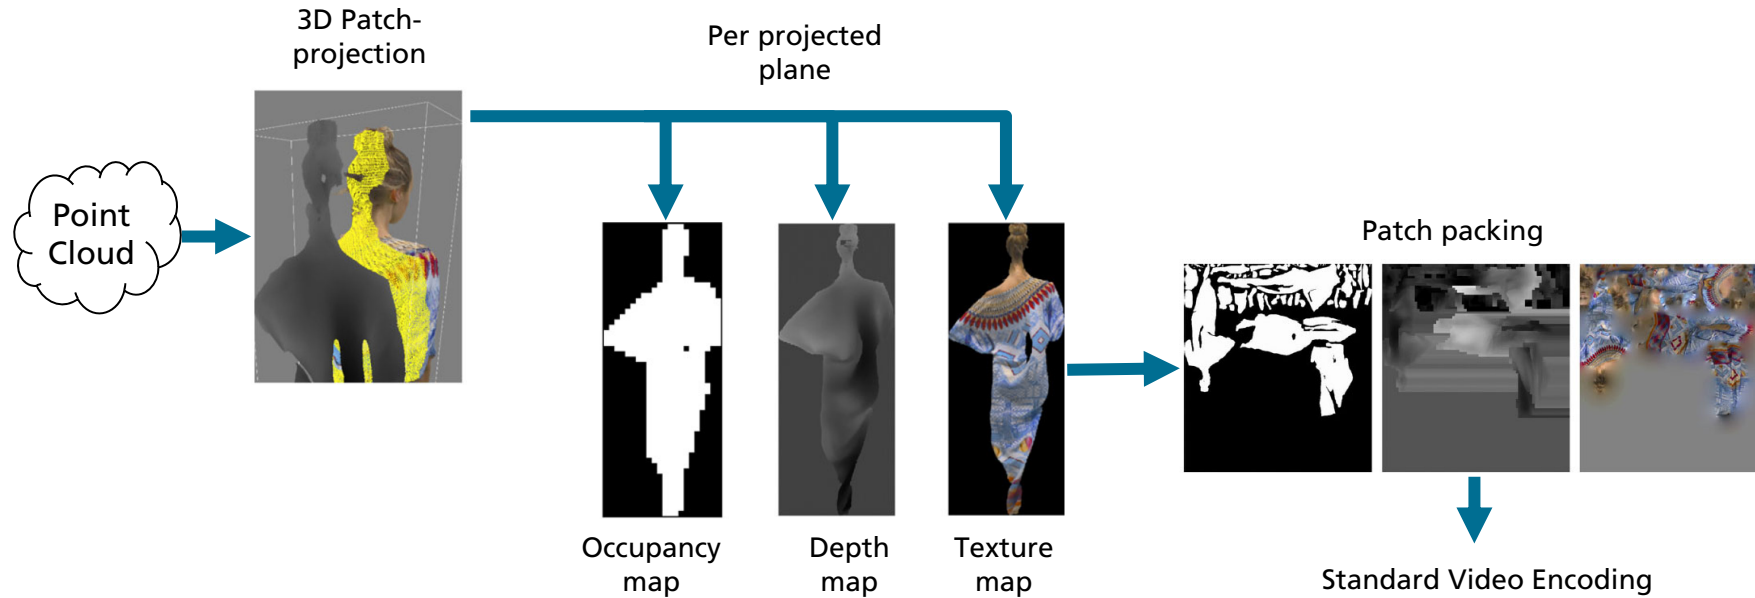 3D Patch-
projection
Per projected
plane
Point
Cloud
Patch packing
Occupancy
map
Depth
map
Texture
map
Standard Video Encoding